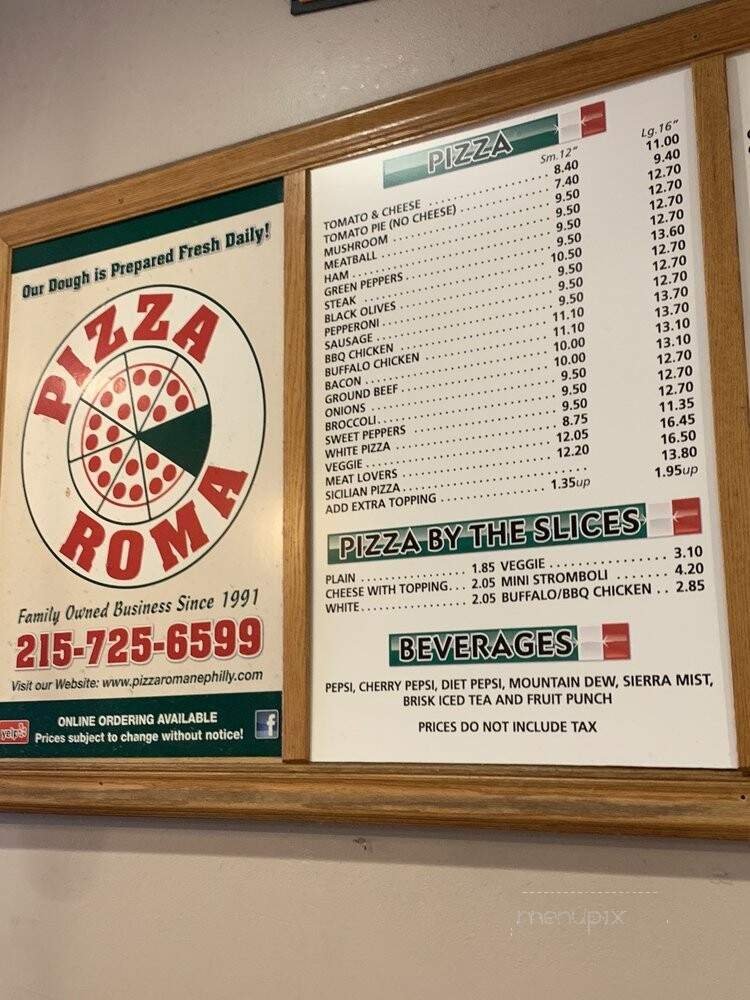 Our Dough is Prepared Fresh Daily!
PIZZA
ROMA
Family Owned Business Since 1991
215-725-6599
Visit our Website: www.pizzaromanephilly.com
yelp
ONLINE ORDERING AVAILABLE
Prices subject to change without notice!
f
PIZZA
Sm.12" Lg.16"
TOMATO & CHEESE 8.40 11.00
TOMATO PIE (NO CHEESE) 7.40 9.40
MUSHROOM 9.50 12.70
MEATBALL 9.50 12.70
HAM 9.50 12.70
GREEN PEPPERS 9.50 12.70
STEAK 10.50 13.60
BLACK OLIVES 9.50 12.70
PEPPERONI 9.50 12.70
SAUSAGE 9.50 12.70
BBQ CHICKEN 11.10 13.70
BUFFALO CHICKEN 11.10 13.70
BACON 10.00 13.10
GROUND BEEF 10.00 13.10
ONIONS 9.50 12.70
BROCCOLI 9.50 12.70
SWEET PEPPERS 9.50 12.70
WHITE PIZZA 8.75 11.35
VEGGIE 12.05 16.45
MEAT LOVERS 12.20 16.50
SICILIAN PIZZA 13.80
ADD EXTRA TOPPING 1.35up 1.95up
PIZZA BY THE SLICES
PLAIN 1.85 VEGGIE 3.10
CHEESE WITH TOPPING 2.05 MINI STROMBOLI 4.20
WHITE 2.05 BUFFALO/BBQ CHICKEN 2.85
BEVERAGES
PEPSI, CHERRY PEPSI, DIET PEPSI, MOUNTAIN DEW, SIERRA MIST,
BRISK ICED TEA AND FRUIT PUNCH
PRICES DO NOT INCLUDE TAX
menupix